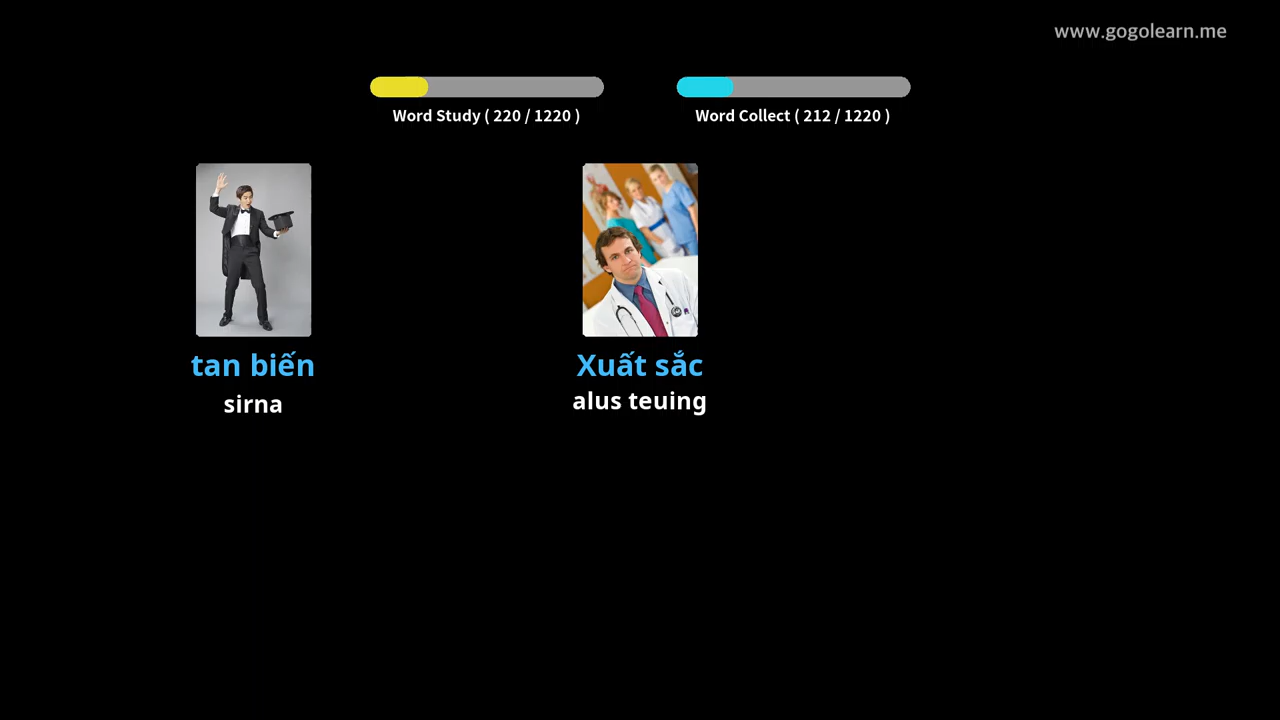 www.gogolearn.me
Word Study ( 220 / 1220 )
Word Collect ( 212 / 1220 )
tan biến
sirna
Xuất sắc
alus teuing